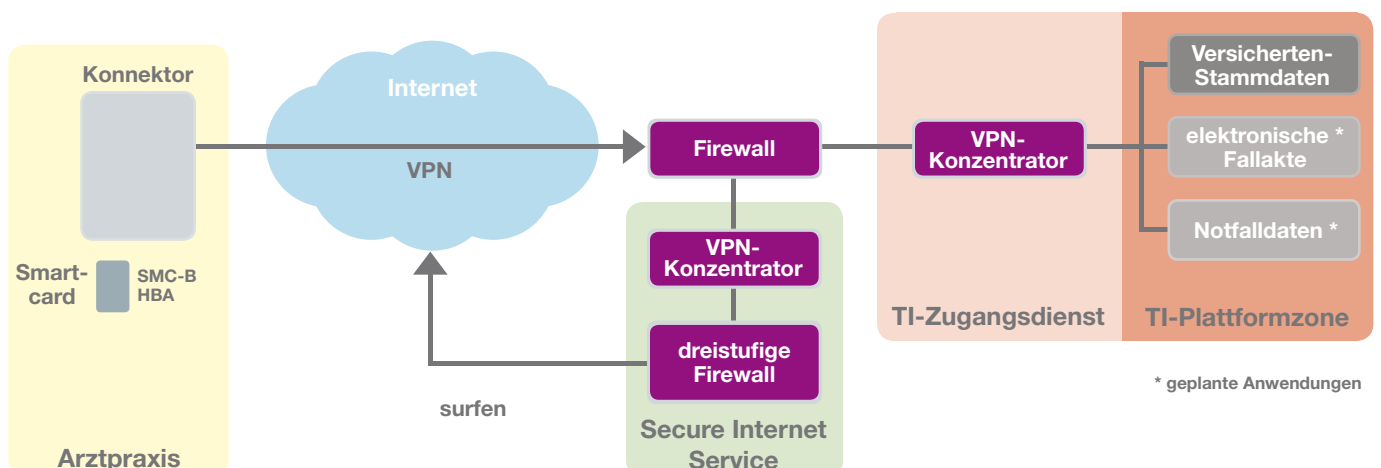 Konnektor
Smart-
card
SMC-B
HBA
Arztpraxis
Internet
VPN
surfen
Firewall
VPN-
Konzentrator
dreistufige
Firewall
Secure Internet
Service
VPN-
Konzentrator
TI-Zugangsdienst
Versicherten-
Stammdaten
elektronische *
Fallakte
Notfalldaten *
TI-Plattformzone
* geplante Anwendungen